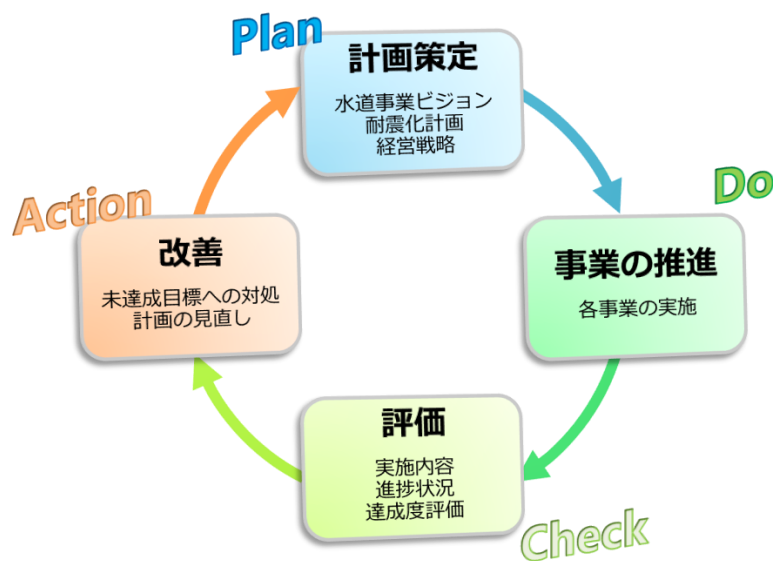 Plan
計画策定
水道事業ビジョン
耐震化計画
経営戦略
Do
事業の推進
各事業の実施
Check
評価
実施内容
進捗状況
達成度評価
Action
改善
未達成目標への対処
計画の見直し